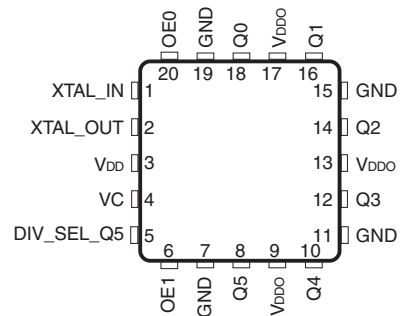 OE0 GND Q0 VDDO Q1
20 19 18 17 16
XTAL_IN 1 15 GND
XTAL_OUT 2 14 Q2
VDD 3 13 VDDO
VC 4 12 Q3
DIV_SEL_Q5 5 11 GND
6 7 8 9 10
OE1 GND Q5 VDDO Q4